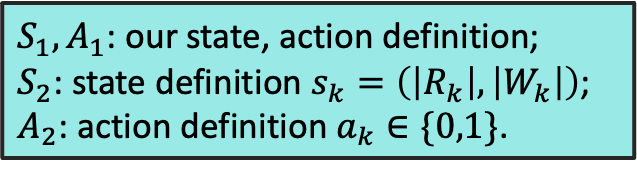 S₁, A₁: our state, action definition;
S₂: state definition sₖ = (|Rₖ|, |Wₖ|);
A₂: action definition aₖ ∈ {0,1}.